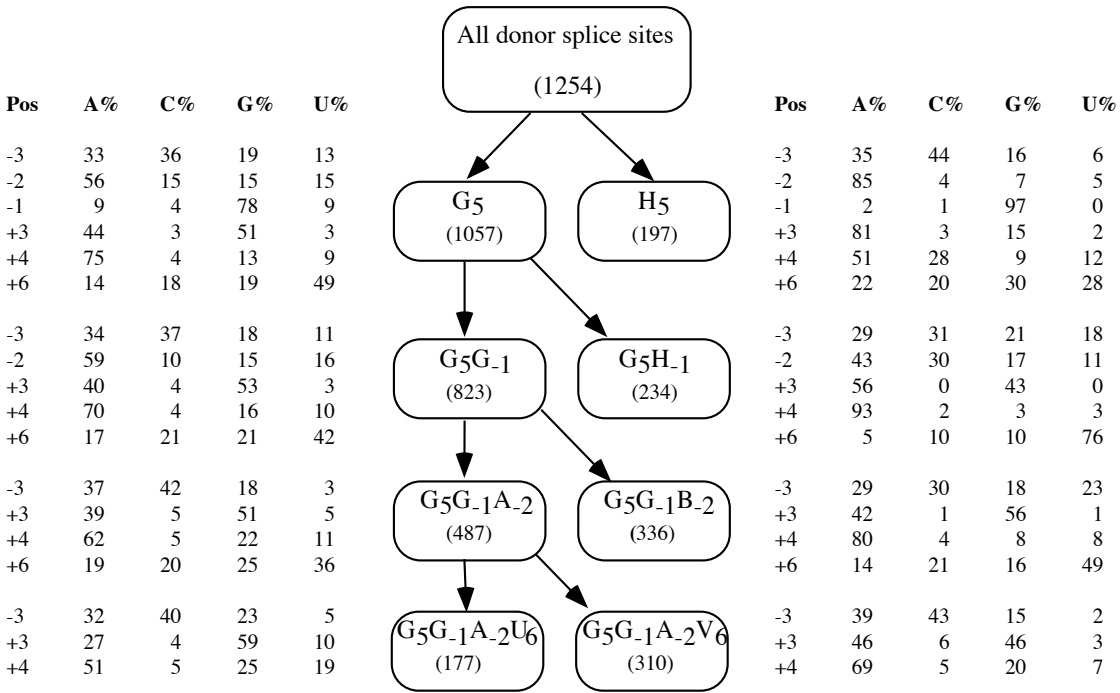 All donor splice sites
(1254)
Pos A% C% G% U%
-3 33 36 19 13
-2 56 15 15 15
-1 9 4 78 9
+3 44 3 51 3
+4 75 4 13 9
+6 14 18 19 49
G5
(1057)
H5
(197)
Pos A% C% G% U%
-3 35 44 16 6
-2 85 4 7 5
-1 2 1 97 0
+3 81 3 15 2
+4 51 28 9 12
+6 22 20 30 28
-3 34 37 18 11
-2 59 10 15 16
+3 40 4 53 3
+4 70 4 16 10
+6 17 21 21 42
G5G-1
(823)
G5H-1
(234)
-3 29 31 21 18
-2 43 30 17 11
+3 56 0 43 0
+4 93 2 3 3
+6 5 10 10 76
-3 37 42 18 3
+3 39 5 51 5
+4 62 5 22 11
+6 19 20 25 36
G5G-1A-2
(487)
G5G-1B-2
(336)
-3 29 30 18 23
+3 42 1 56 1
+4 80 4 8 8
+6 14 21 16 49
-3 32 40 23 5
+3 27 4 59 10
+4 51 5 25 19
G5G-1A-2U6
(177)
G5G-1A-2V6
(310)
-3 39 43 15 2
+3 46 6 46 3
+4 69 5 20 7